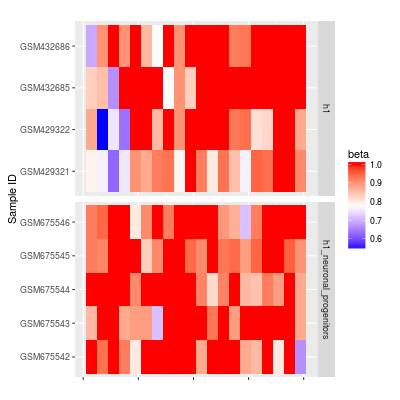 GSM432686
GSM432685
GSM429322
GSM429321
h1
GSM675546
GSM675545
GSM675544
GSM675543
GSM675542
h1_neuronal_progenitors
Sample ID
beta
1.0
0.9
0.8
0.7
0.6